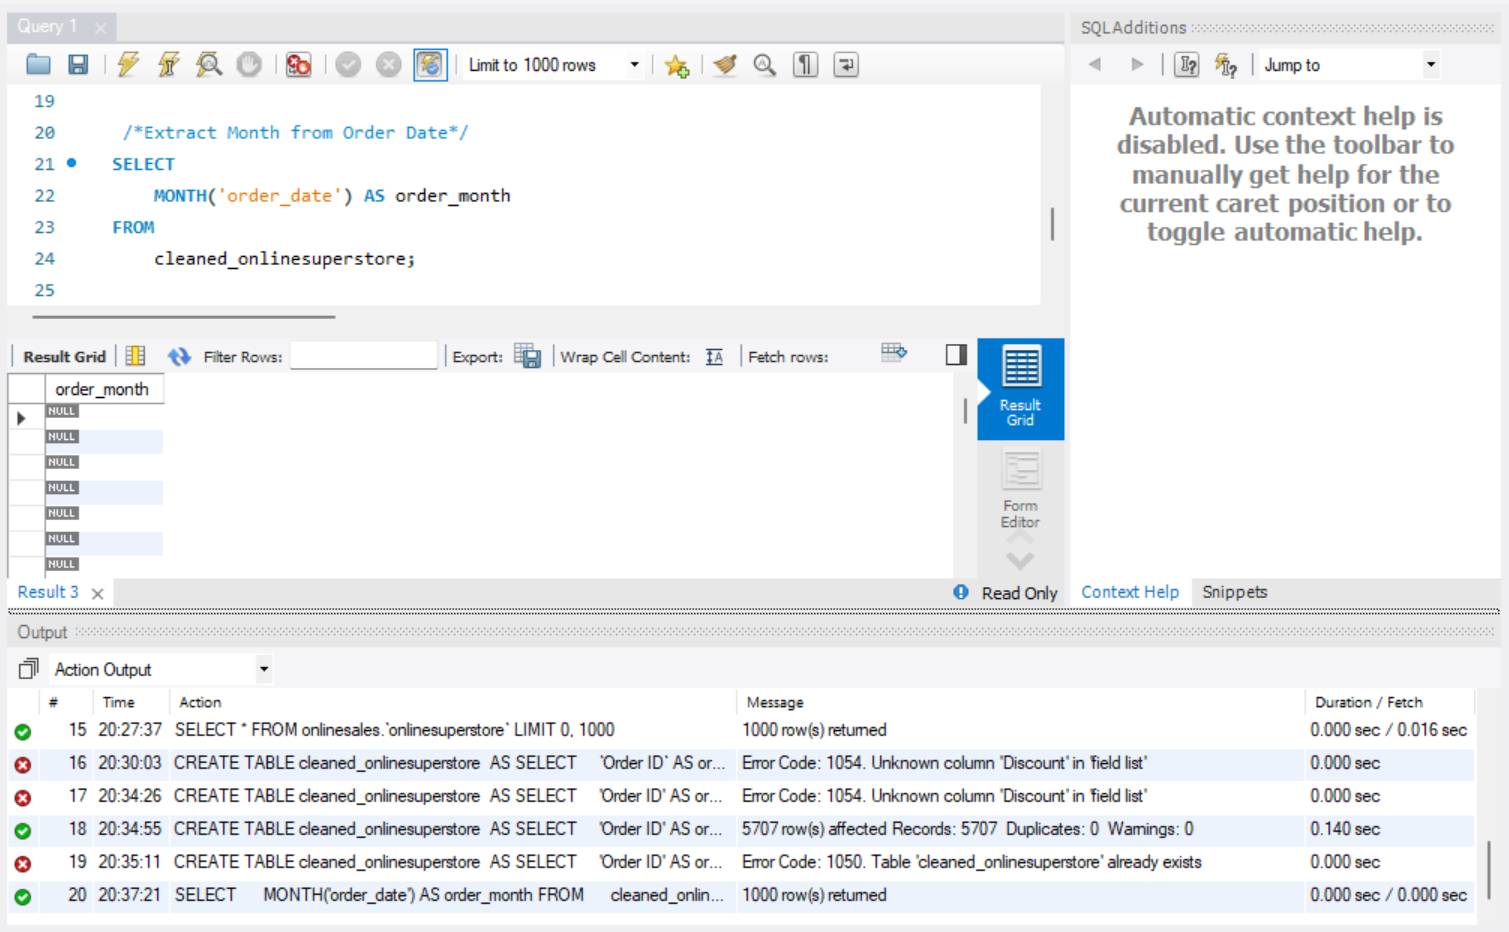 Query 1
SQLAdditions
Limit to 1000 rows
Jump to
19
20 /*Extract Month from Order Date*/
21 SELECT
22 MONTH('order_date') AS order_month
23 FROM
24 cleaned_onlinesuperstore;
25
Automatic context help is
disabled. Use the toolbar to
manually get help for the
current caret position or to
toggle automatic help.
Result Grid Filter Rows: Export: Wrap Cell Content: Fetch rows:
order_month
NULL
NULL
NULL
NULL
NULL
NULL
NULL
Result
Grid
Form
Editor
Result 3 Read Only
Context Help Snippets
Output
Action Output
# Time Action Message Duration / Fetch
15 20:27:37 SELECT * FROM onlinesales.`onlinesuperstore` LIMIT 0, 1000 1000 row(s) returned 0.000 sec / 0.016 sec
16 20:30:03 CREATE TABLE cleaned_onlinesuperstore AS SELECT `Order ID` AS or... Error Code: 1054. Unknown column 'Discount' in 'field list' 0.000 sec
17 20:34:26 CREATE TABLE cleaned_onlinesuperstore AS SELECT `Order ID` AS or... Error Code: 1054. Unknown column 'Discount' in 'field list' 0.000 sec
18 20:34:55 CREATE TABLE cleaned_onlinesuperstore AS SELECT `Order ID` AS or... 5707 row(s) affected Records: 5707 Duplicates: 0 Warnings: 0 0.140 sec
19 20:35:11 CREATE TABLE cleaned_onlinesuperstore AS SELECT `Order ID` AS or... Error Code: 1050. Table 'cleaned_onlinesuperstore' already exists 0.000 sec
20 20:37:21 SELECT MONTH('order_date') AS order_month FROM cleaned_onlin... 1000 row(s) returned 0.000 sec / 0.000 sec